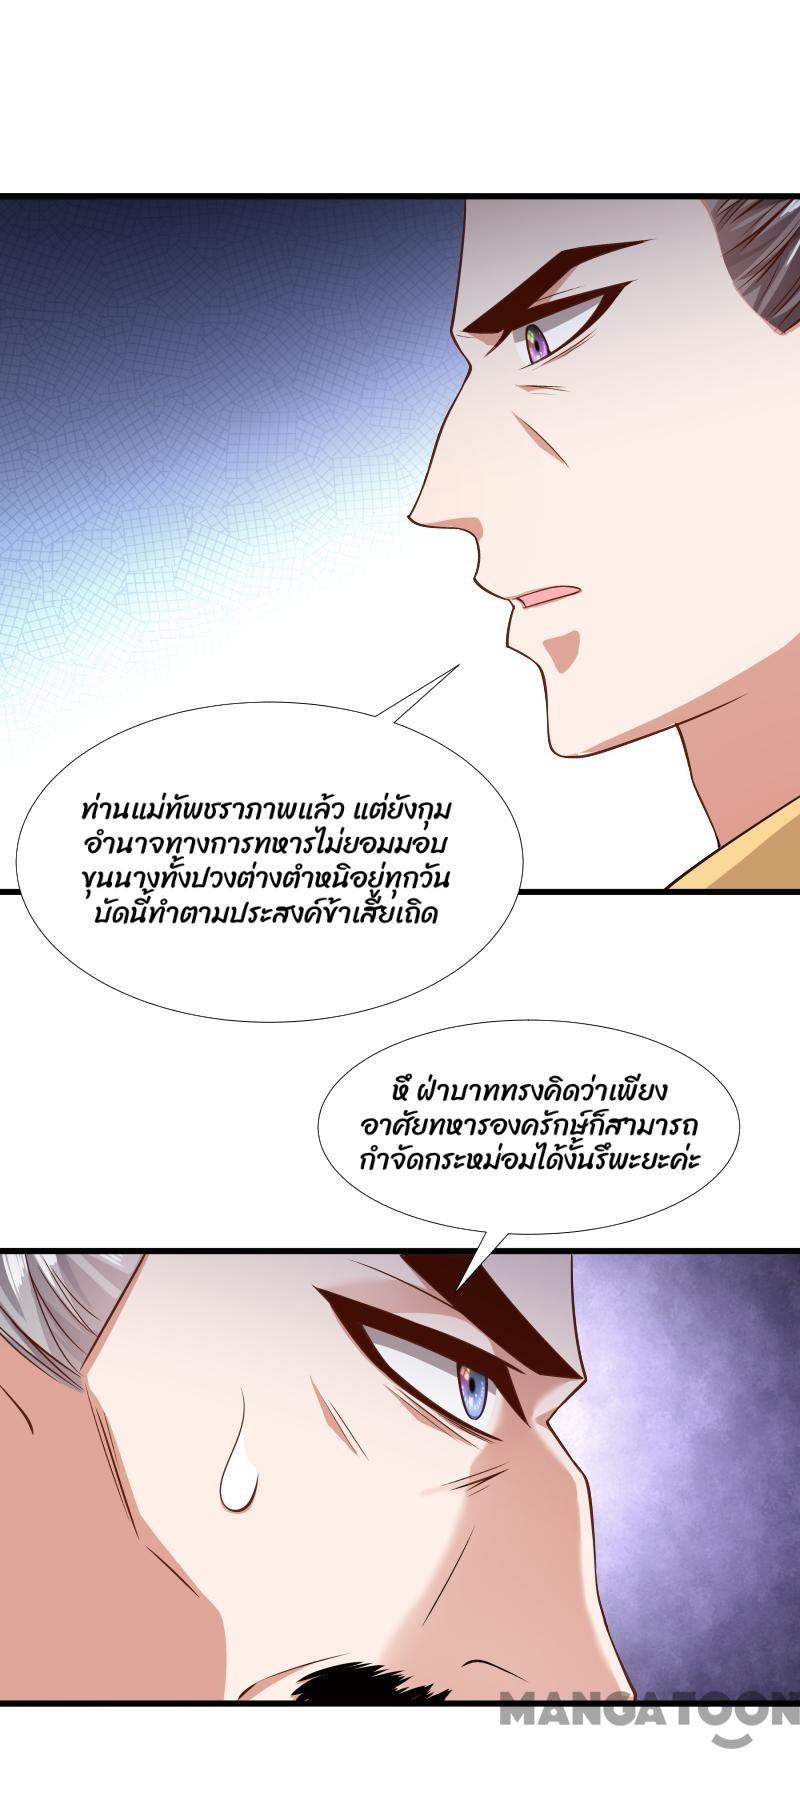 ท่านแม่ทัพชราภาพแล้ว แต่ยังกุม
อำนาจทางการทหารไม่ยอมมอบ
ขุนนางทั้งปวงต่างตำหนิอยู่ทุกวัน
บัดนี้ทำตามประสงค์ข้าเสียเถิด
หึ ฝ่าบาททรงคิดว่าเพียง
อาศัยทหารองครักษ์ก็สามารถ
กำจัดกระหม่อมได้งั้นรึพะยะค่ะ
MANGATOON